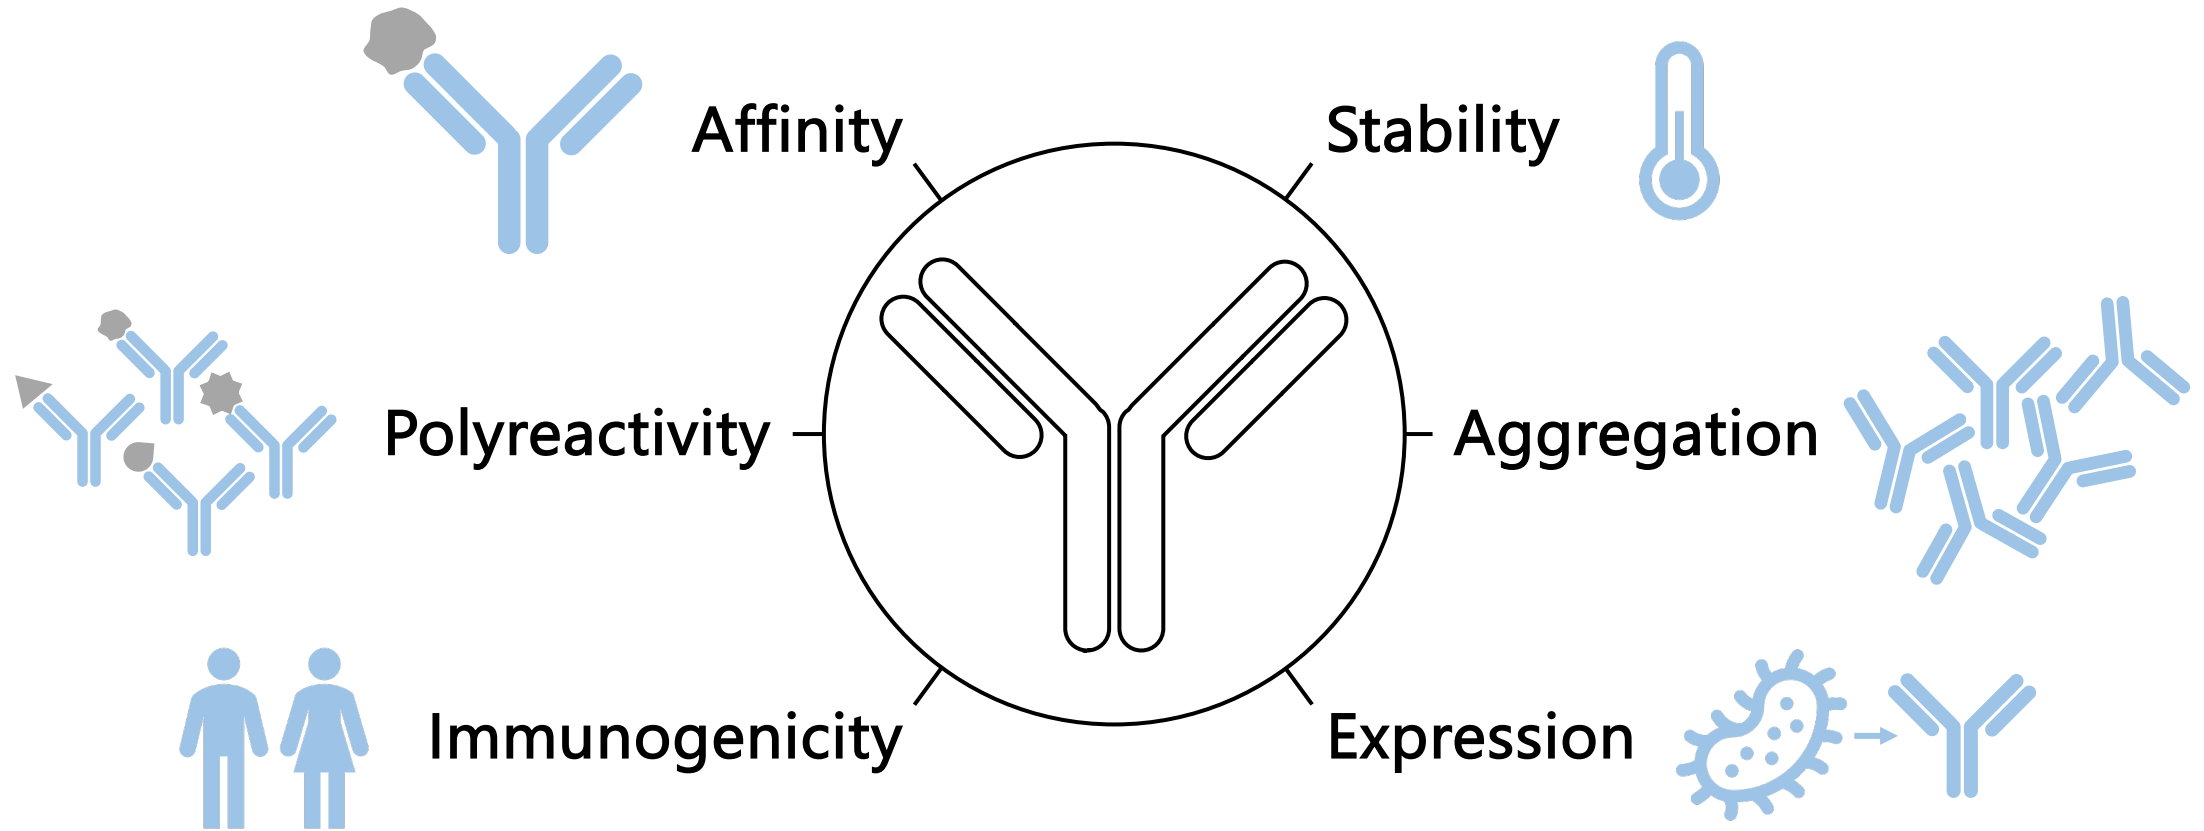 Affinity
Stability
Polyreactivity
Aggregation
Immunogenicity
Expression